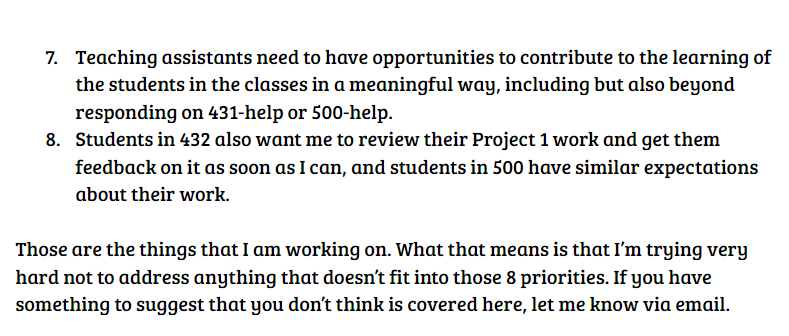 7. Teaching assistants need to have opportunities to contribute to the learning of
the students in the classes in a meaningful way, including but also beyond
responding on 431-help or 500-help.
8. Students in 432 also want me to review their Project 1 work and get them
feedback on it as soon as I can, and students in 500 have similar expectations
about their work.
Those are the things that I am working on. What that means is that I’m trying very
hard not to address anything that doesn’t fit into those 8 priorities. If you have
something to suggest that you don’t think is covered here, let me know via email.